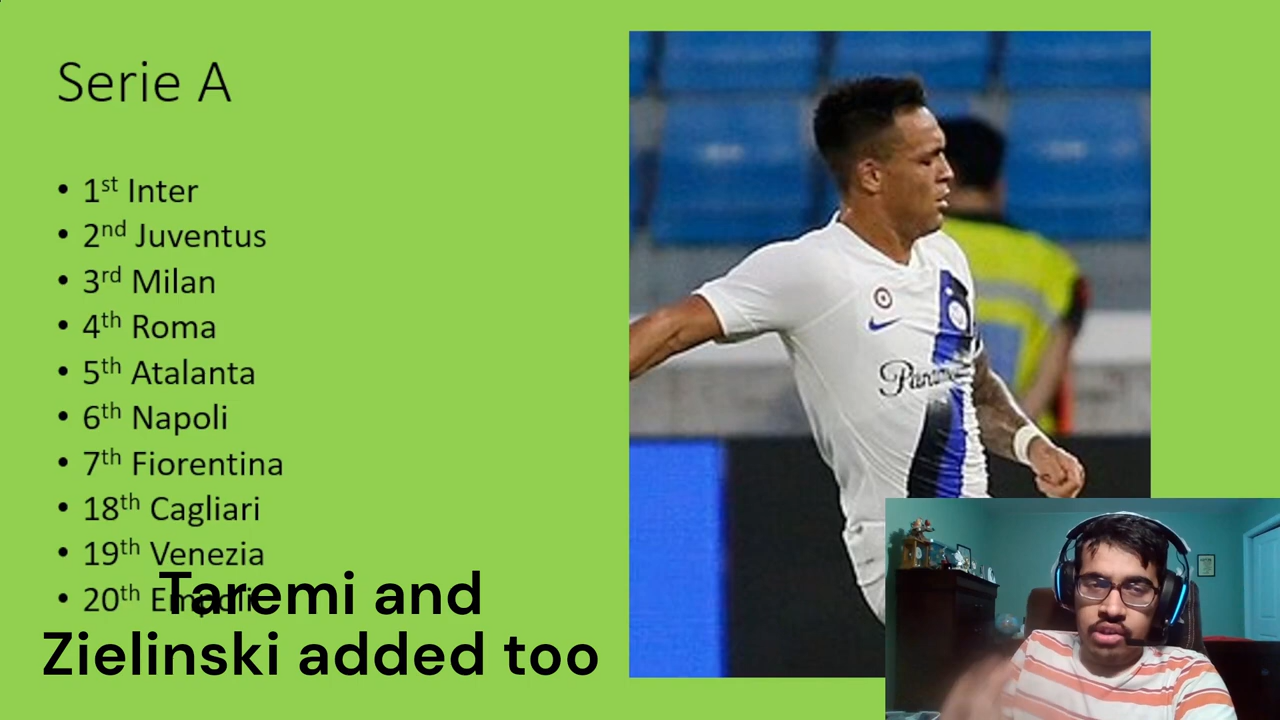 Serie A
• 1st Inter
• 2nd Juventus
• 3rd Milan
• 4th Roma
• 5th Atalanta
• 6th Napoli
• 7th Fiorentina
• 18th Cagliari
• 19th Venezia
• 20th Empoli
Taremi and
Zielinski added too